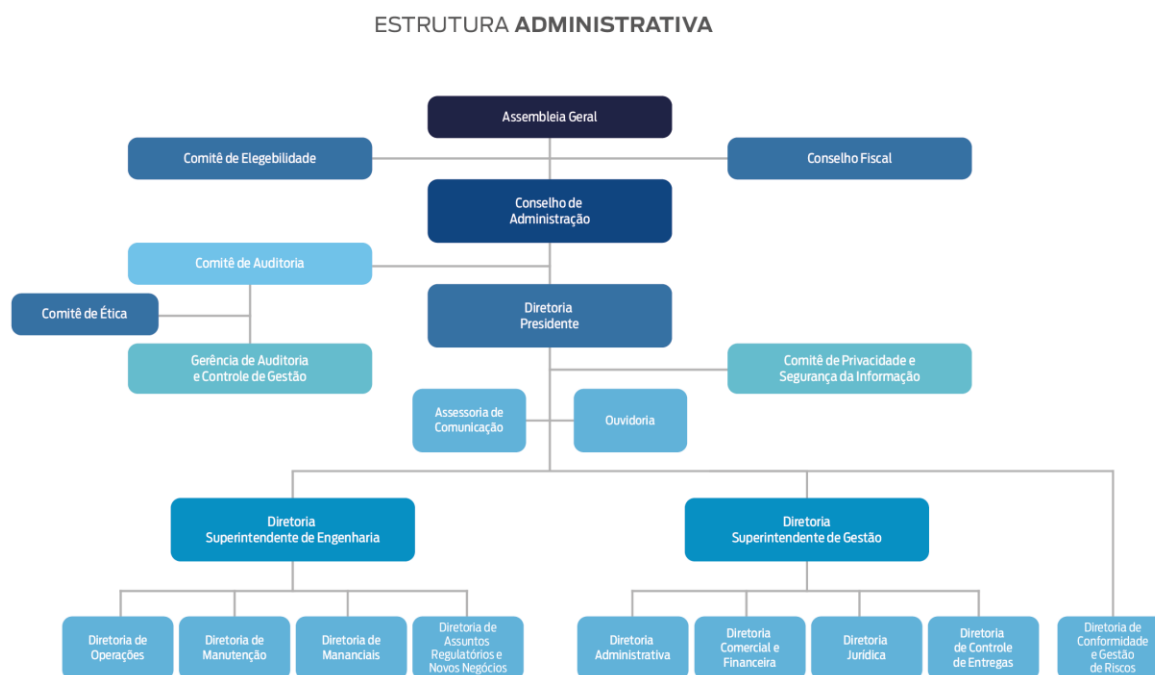 ESTRUTURA ADMINISTRATIVA
Assembleia Geral
Comitê de Elegebilidade
Conselho Fiscal
Conselho de
Administração
Comitê de Auditoria
Comitê de Ética
Diretoria
Presidente
Gerência de Auditoria
e Controle de Gestão
Comitê de Privacidade e
Segurança da Informação
Assessoria de
Comunicação
Ouvidoria
Diretoria
Superintendente de Engenharia
Diretoria
Superintendente de Gestão
Diretoria de
Operações
Diretoria de
Manutenção
Diretoria de
Mananciais
Diretoria de
Assuntos
Regulatórios e
Novos Negócios
Diretoria
Administrativa
Diretoria
Comercial e
Financeira
Diretoria
Jurídica
Diretoria
de Controle
de Entregas
Diretoria de
Conformidade
e Gestão
de Riscos